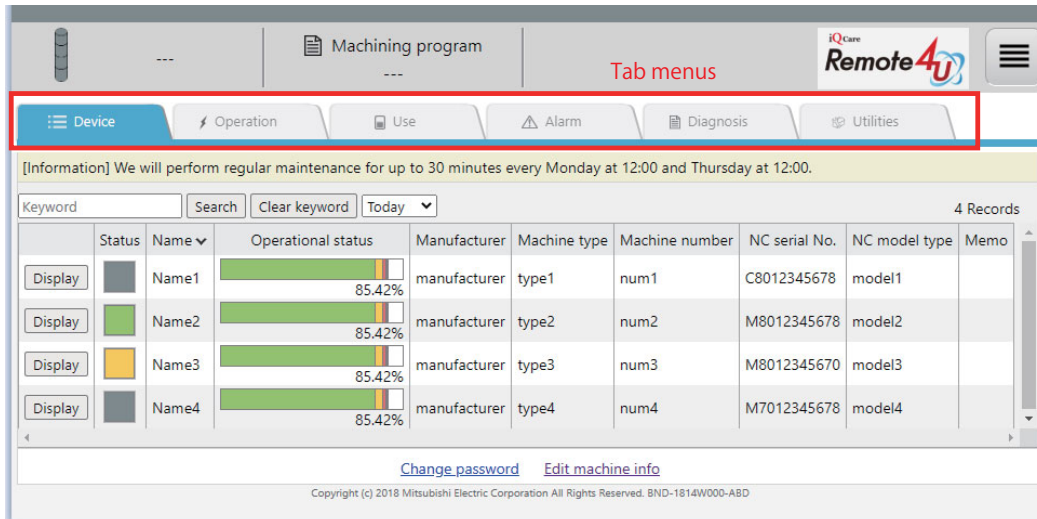 Machining program
---
---
Tab menus
iQ Care
Remote4U
Device Operation Use Alarm Diagnosis Utilities
[Information] We will perform regular maintenance for up to 30 minutes every Monday at 12:00 and Thursday at 12:00.
Keyword Search Clear keyword Today 4 Records
Status Name Operational status Manufacturer Machine type Machine number NC serial No. NC model type Memo
Display Name1 85.42% manufacturer type1 num1 C8012345678 model1
Display Name2 85.42% manufacturer type2 num2 M8012345678 model2
Display Name3 85.42% manufacturer type3 num3 M8012345670 model3
Display Name4 85.42% manufacturer type4 num4 M7012345678 model4
Change password Edit machine info
Copyright (c) 2018 Mitsubishi Electric Corporation All Rights Reserved. BND-1814W000-ABD